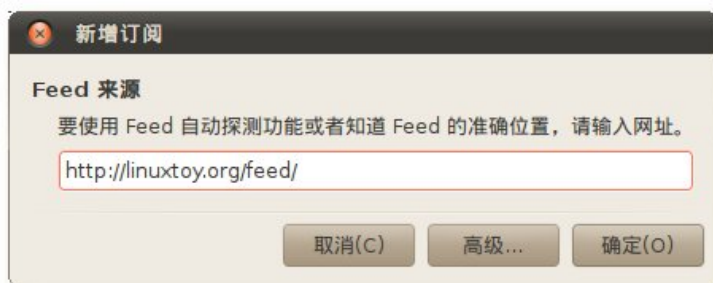 新增订阅
Feed 来源
要使用 Feed 自动探测功能或者知道 Feed 的准确位置，请输入网址。
http://linuxtoy.org/feed/
取消(C) 高级... 确定(O)